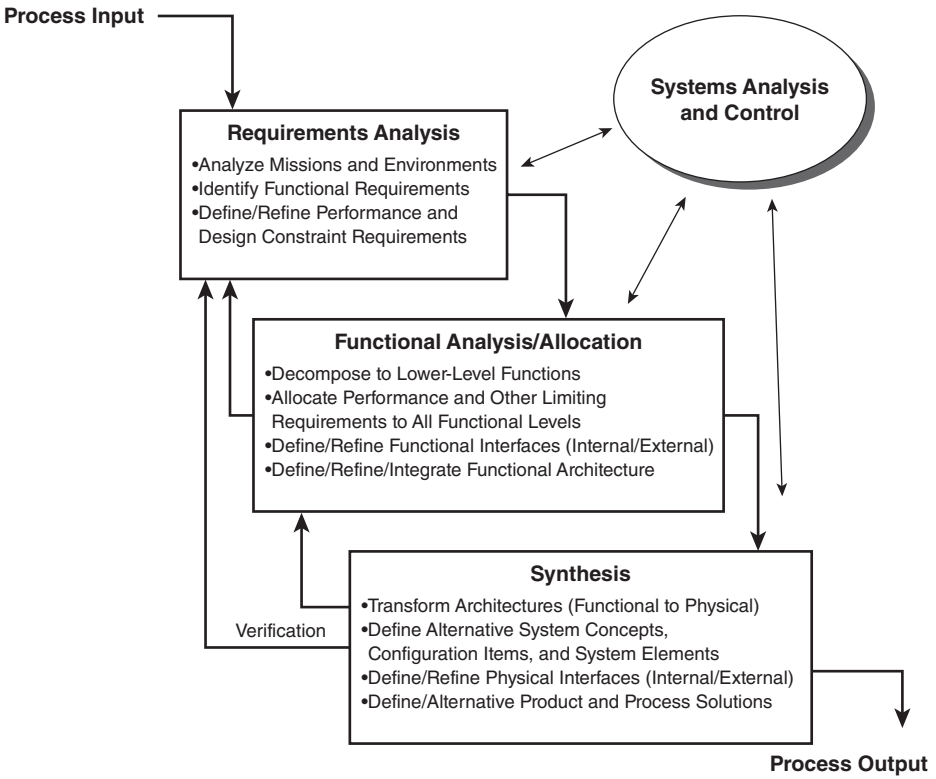 Process Input
Systems Analysis
and Control
Requirements Analysis
•Analyze Missions and Environments
•Identify Functional Requirements
•Define/Refine Performance and
Design Constraint Requirements
Functional Analysis/Allocation
•Decompose to Lower-Level Functions
•Allocate Performance and Other Limiting
Requirements to All Functional Levels
•Define/Refine Functional Interfaces (Internal/External)
•Define/Refine/Integrate Functional Architecture
Synthesis
•Transform Architectures (Functional to Physical)
•Define Alternative System Concepts,
Configuration Items, and System Elements
•Define/Refine Physical Interfaces (Internal/External)
•Define/Alternative Product and Process Solutions
Verification
Process Output